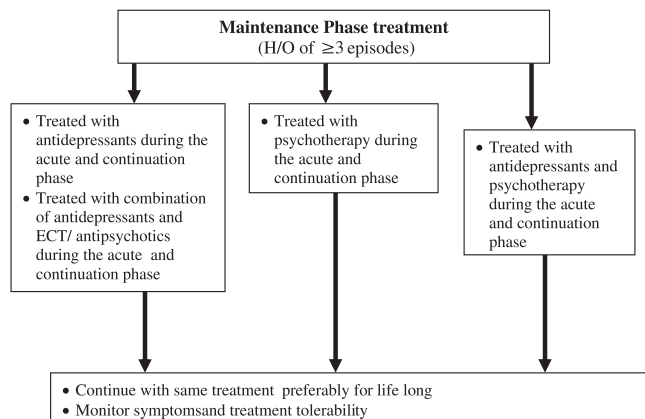 Maintenance Phase treatment
(H/O of ≥3 episodes)
• Treated with
antidepressants during the
acute and continuation
phase
• Treated with combination
of antidepressants and
ECT/ antipsychotics
during the acute and
continuation phase
• Treated with
psychotherapy during
the acute and
continuation phase
• Treated with
antidepressants and
psychotherapy
during the acute
and continuation
phase
• Continue with same treatment preferably for life long
• Monitor symptomsand treatment tolerability